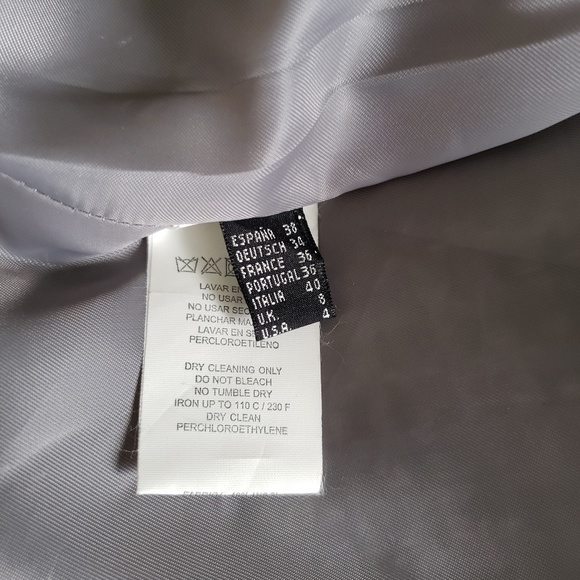 ESPAÑA 38
DEUTSCH 34
FRANCE 36
PORTUGAL 36
ITALIA 40
U.K. 8
U.S.A. 4
LAVAR EN
NO USAR
NO USAR SEC
PLANCHAR MA
LAVAR EN SE
PERCLOROETILENO
DRY CLEANING ONLY
DO NOT BLEACH
NO TUMBLE DRY
IRON UP TO 110 C / 230 F
DRY CLEAN
PERCHLOROETHYLENE